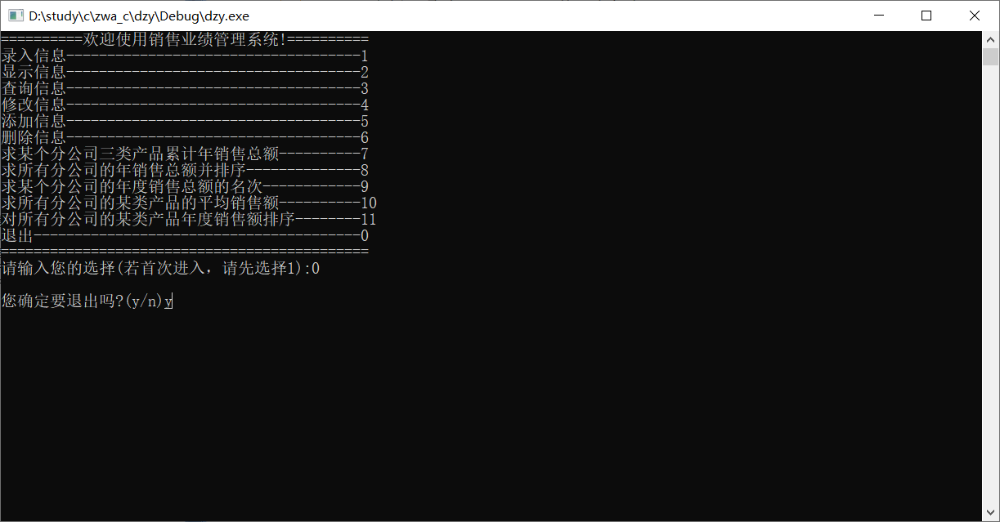 D:\study\c\zwa_c\dzy\Debug\dzy.exe
==========欢迎使用销售业绩管理系统!==========
录入信息------------------------------------1
显示信息------------------------------------2
查询信息------------------------------------3
修改信息------------------------------------4
添加信息------------------------------------5
删除信息------------------------------------6
求某个分公司三类产品累计年销售总额----------7
求所有分公司的年销售总额并排序--------------8
求某个分公司的年度销售总额的名次------------9
求所有分公司的某类产品的平均销售额----------10
对所有分公司的某类产品年度销售额排序--------11
退出----------------------------------------0
=============================================
请输入您的选择(若首次进入，请先选择1):0
您确定要退出吗?(y/n)y